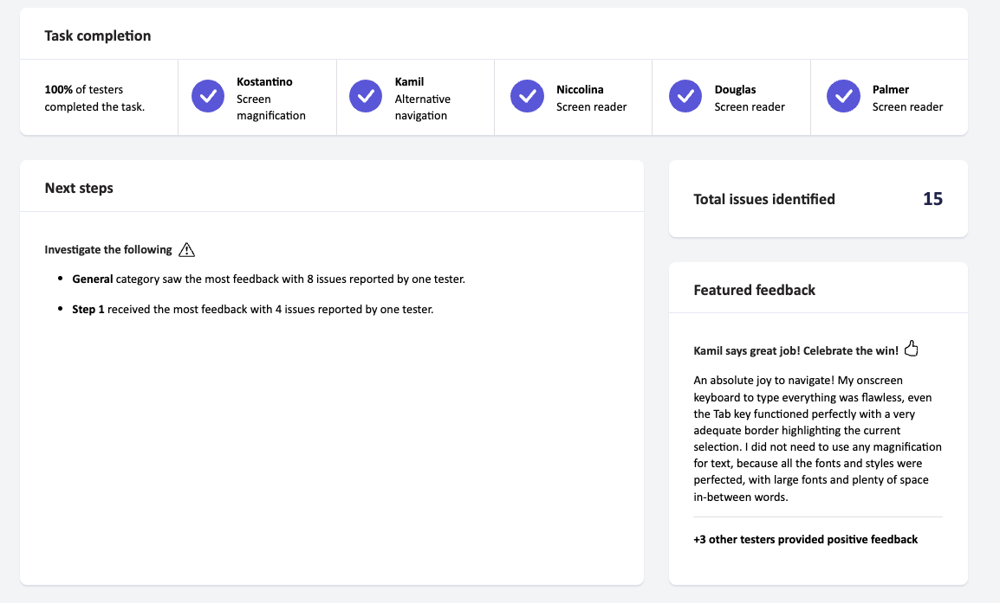 Task completion
100% of testers
completed the task.
Kostantino
Screen
magnification
Kamil
Alternative
navigation
Niccolina
Screen reader
Douglas
Screen reader
Palmer
Screen reader
Next steps
Investigate the following
General category saw the most feedback with 8 issues reported by one tester.
Step 1 received the most feedback with 4 issues reported by one tester.
Total issues identified 15
Featured feedback
Kamil says great job! Celebrate the win!
An absolute joy to navigate! My onscreen
keyboard to type everything was flawless, even
the Tab key functioned perfectly with a very
adequate border highlighting the current
selection. I did not need to use any magnification
for text, because all the fonts and styles were
perfected, with large fonts and plenty of space
in-between words.
+3 other testers provided positive feedback